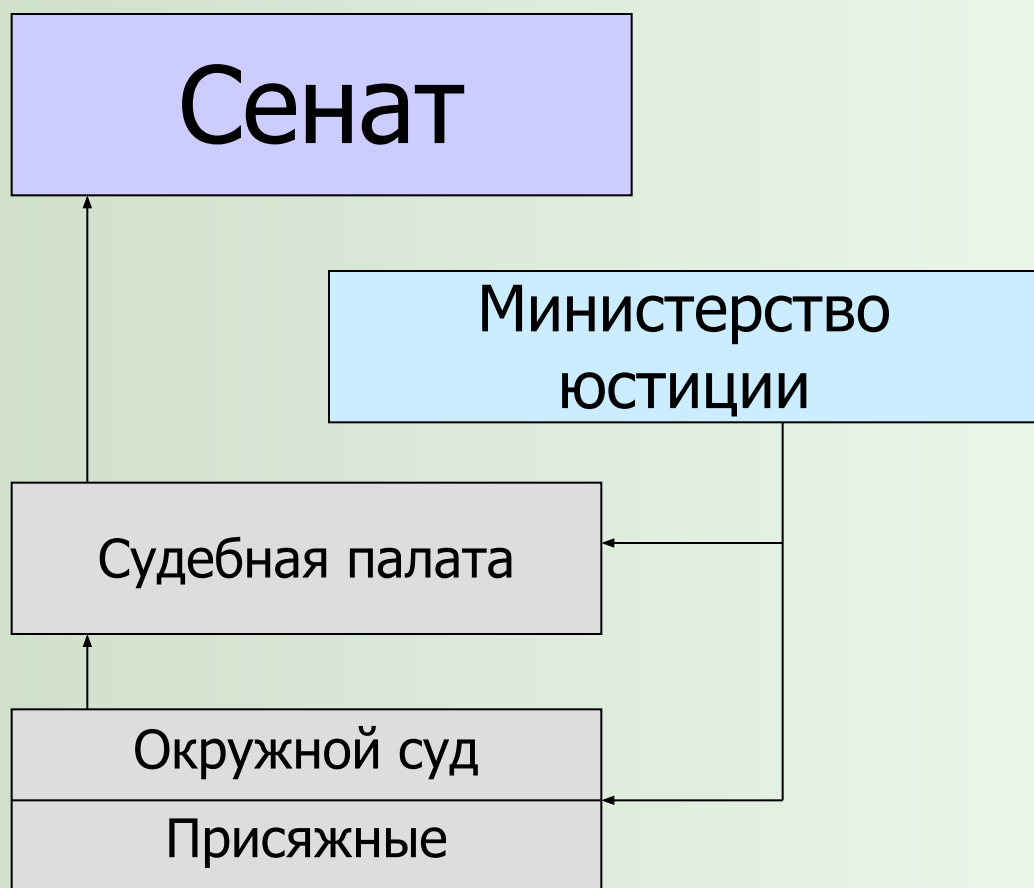 Сенат
Министерство
юстиции
Судебная палата
Окружной суд
Присяжные